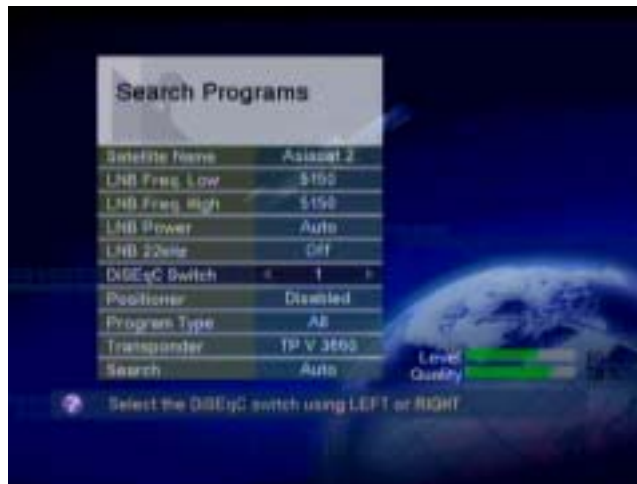 Search Programs
Satellite Name Asiasat 2
LNB Freq. Low 5150
LNB Freq. High 5150
LNB Power Auto
LNB 22kHz Off
DiSEqC Switch 1
Positioner Disabled
Program Type All
Transponder TP V 3660
Search Auto
Level
Quality
Select the DiSEqC switch using LEFT or RIGHT